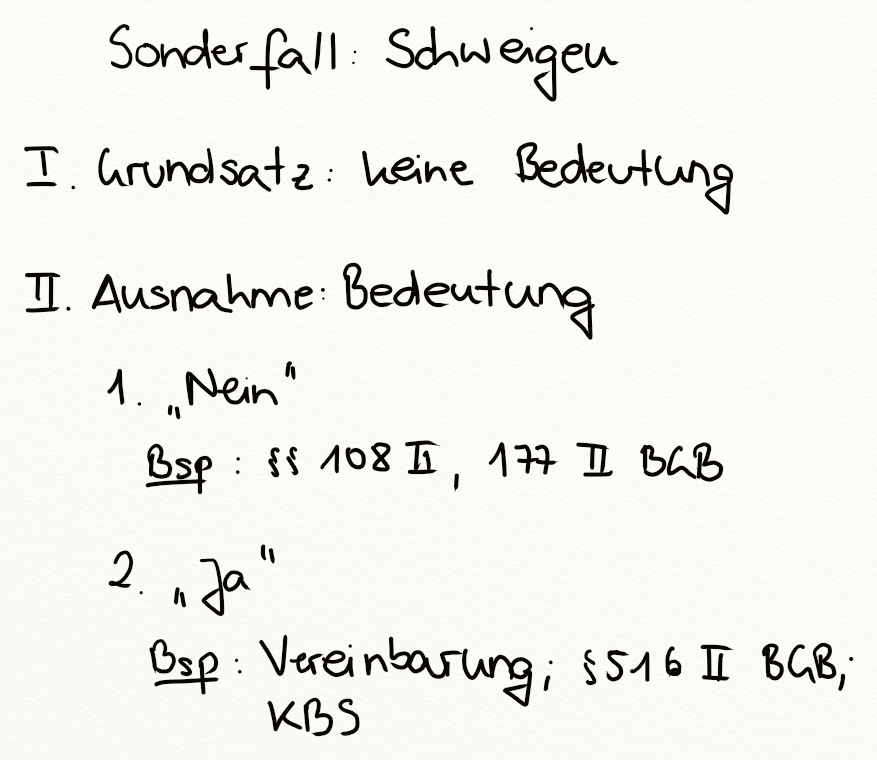 Sonderfall: Schweigen
I. Grundsatz: keine Bedeutung
II. Ausnahme: Bedeutung
1. „Nein“
Bsp: §§ 108 II, 177 II BGB
2. „Ja“
Bsp: Vereinbarung; § 516 II BGB;
KBS